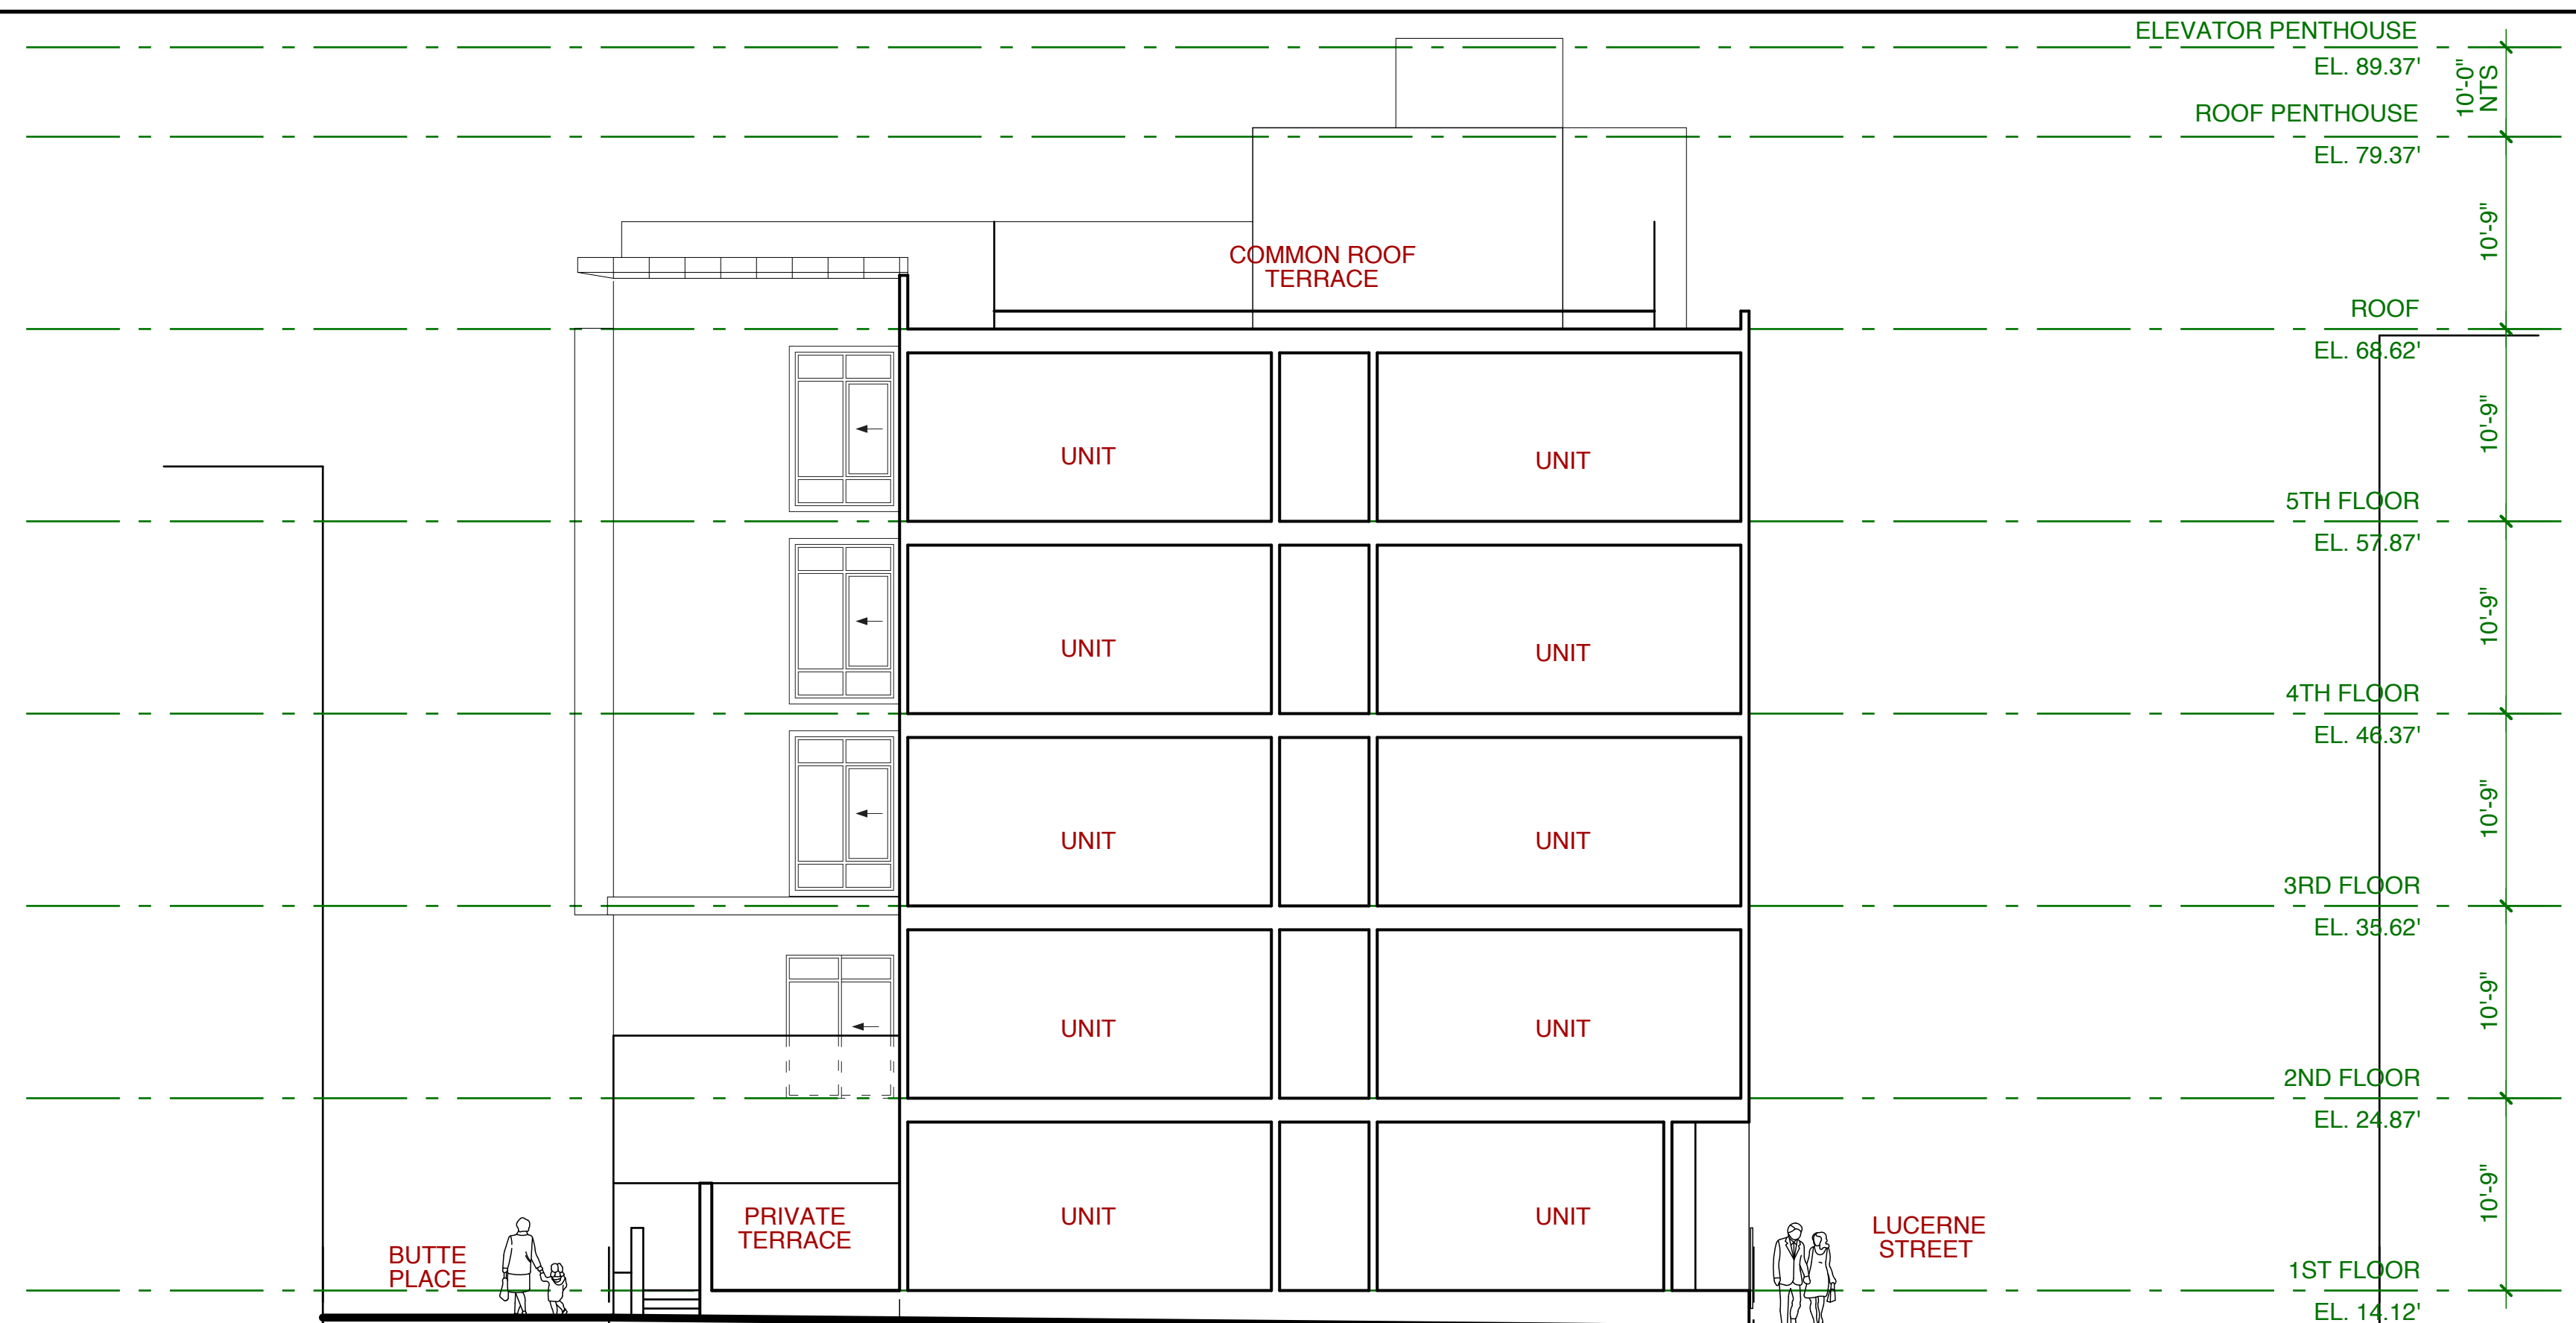 ELEVATOR PENTHOUSE
EL. 89.37'
10'-0"
NTS
ROOF PENTHOUSE
EL. 79.37'
10'-9"
COMMON ROOF
TERRACE
ROOF
EL. 68.62'
10'-9"
UNIT
UNIT
5TH FLOOR
EL. 57.87'
10'-9"
UNIT
UNIT
4TH FLOOR
EL. 46.37'
10'-9"
UNIT
UNIT
3RD FLOOR
EL. 35.62'
10'-9"
UNIT
UNIT
2ND FLOOR
EL. 24.87'
10'-9"
PRIVATE
TERRACE
UNIT
UNIT
BUTTE
PLACE
LUCERNE
STREET
1ST FLOOR
EL. 14.12'